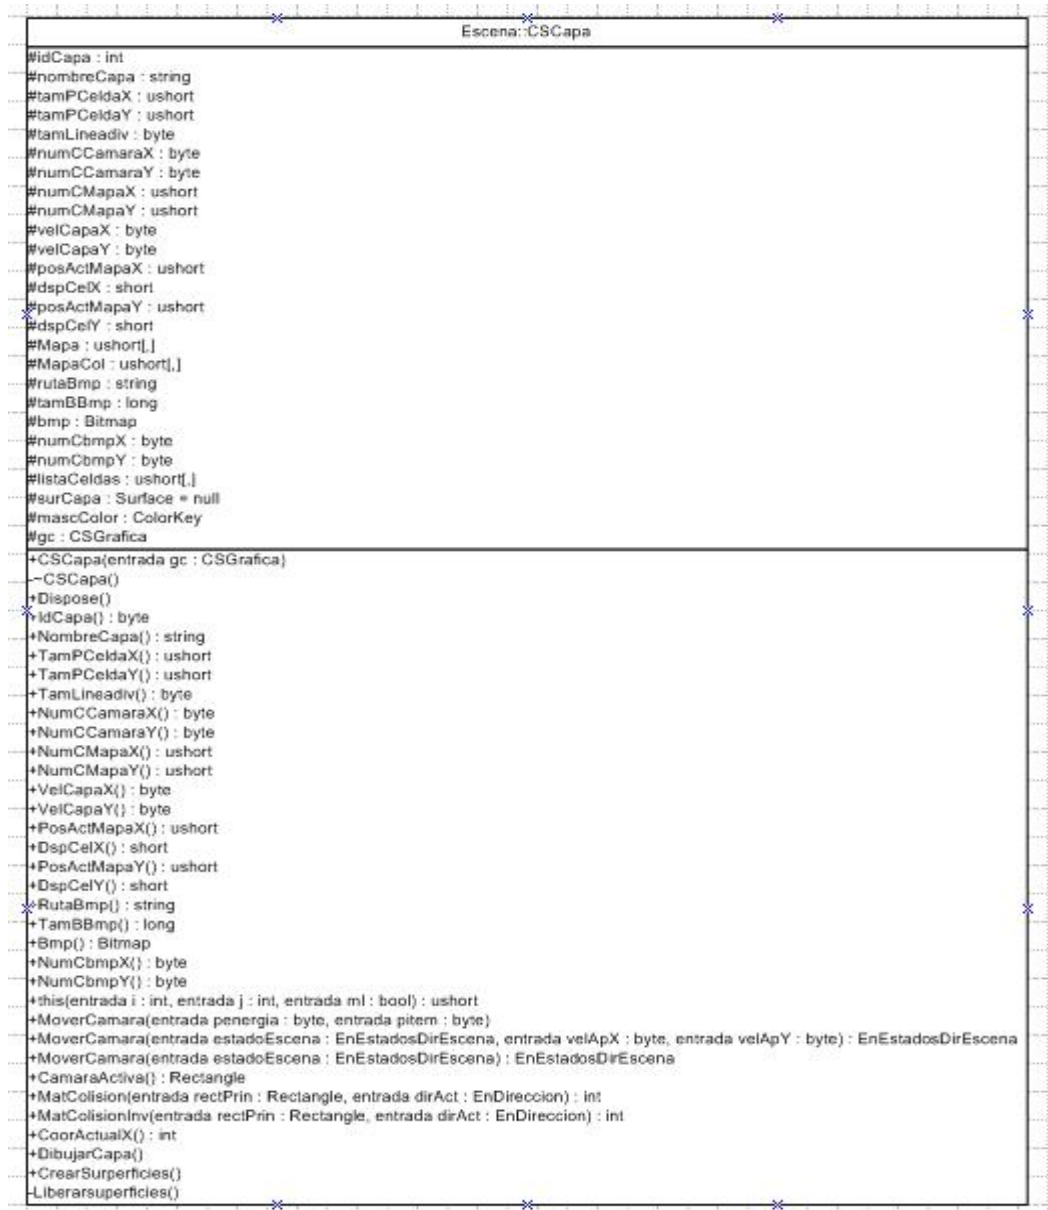 Escena::CSCapa
#idCapa : int
#nombreCapa : string
#tamPCeldaX : ushort
#tamPCeldaY : ushort
#tamLineadiv : byte
#numCCamaraX : byte
#numCCamaraY : byte
#numCMapaX : ushort
#numCMapaY : ushort
#velCapaX : byte
#velCapaY : byte
#posActMapaX : ushort
#dspCelX : short
#posActMapaY : ushort
#dspCelY : short
#Mapa : ushort[,]
#MapaCol : ushort[,]
#rutaBmp : string
#tamBBmp : long
#bmp : Bitmap
#numCbmpX : byte
#numCbmpY : byte
#listaCeldas : ushort[,]
#surCapa : Surface = null
#mascColor : ColorKey
#gc : CSGrafica
+CSCapa(entrada gc : CSGrafica)
-~CSCapa()
+Dispose()
+IdCapa() : byte
+NombreCapa() : string
+TamPCeldaX() : ushort
+TamPCeldaY() : ushort
+TamLineadiv() : byte
+NumCCamaraX() : byte
+NumCCamaraY() : byte
+NumCMapaX() : ushort
+NumCMapaY() : ushort
+VelCapaX() : byte
+VelCapaY() : byte
+PosActMapaX() : ushort
+DspCelX() : short
+PosActMapaY() : ushort
+DspCelY() : short
+RutaBmp() : string
+TamBBmp() : long
+Bmp() : Bitmap
+NumCbmpX() : byte
+NumCbmpY() : byte
+this(entrada i : int, entrada j : int, entrada ml : bool) : ushort
+MoverCamara(entrada penergia : byte, entrada pitem : byte)
+MoverCamara(entrada estadoEscena : EnEstadosDirEscena, entrada velApX : byte, entrada velApY : byte) : EnEstadosDirEscena
+MoverCamara(entrada estadoEscena : EnEstadosDirEscena) : EnEstadosDirEscena
+CamaraActiva() : Rectangle
+MatColision(entrada rectPrin : Rectangle, entrada dirAct : EnDireccion) : int
+MatColisionInv(entrada rectPrin : Rectangle, entrada dirAct : EnDireccion) : int
+CoorActualX() : int
+DibujarCapa()
+CrearSurperficies()
-Liberarsuperficies()